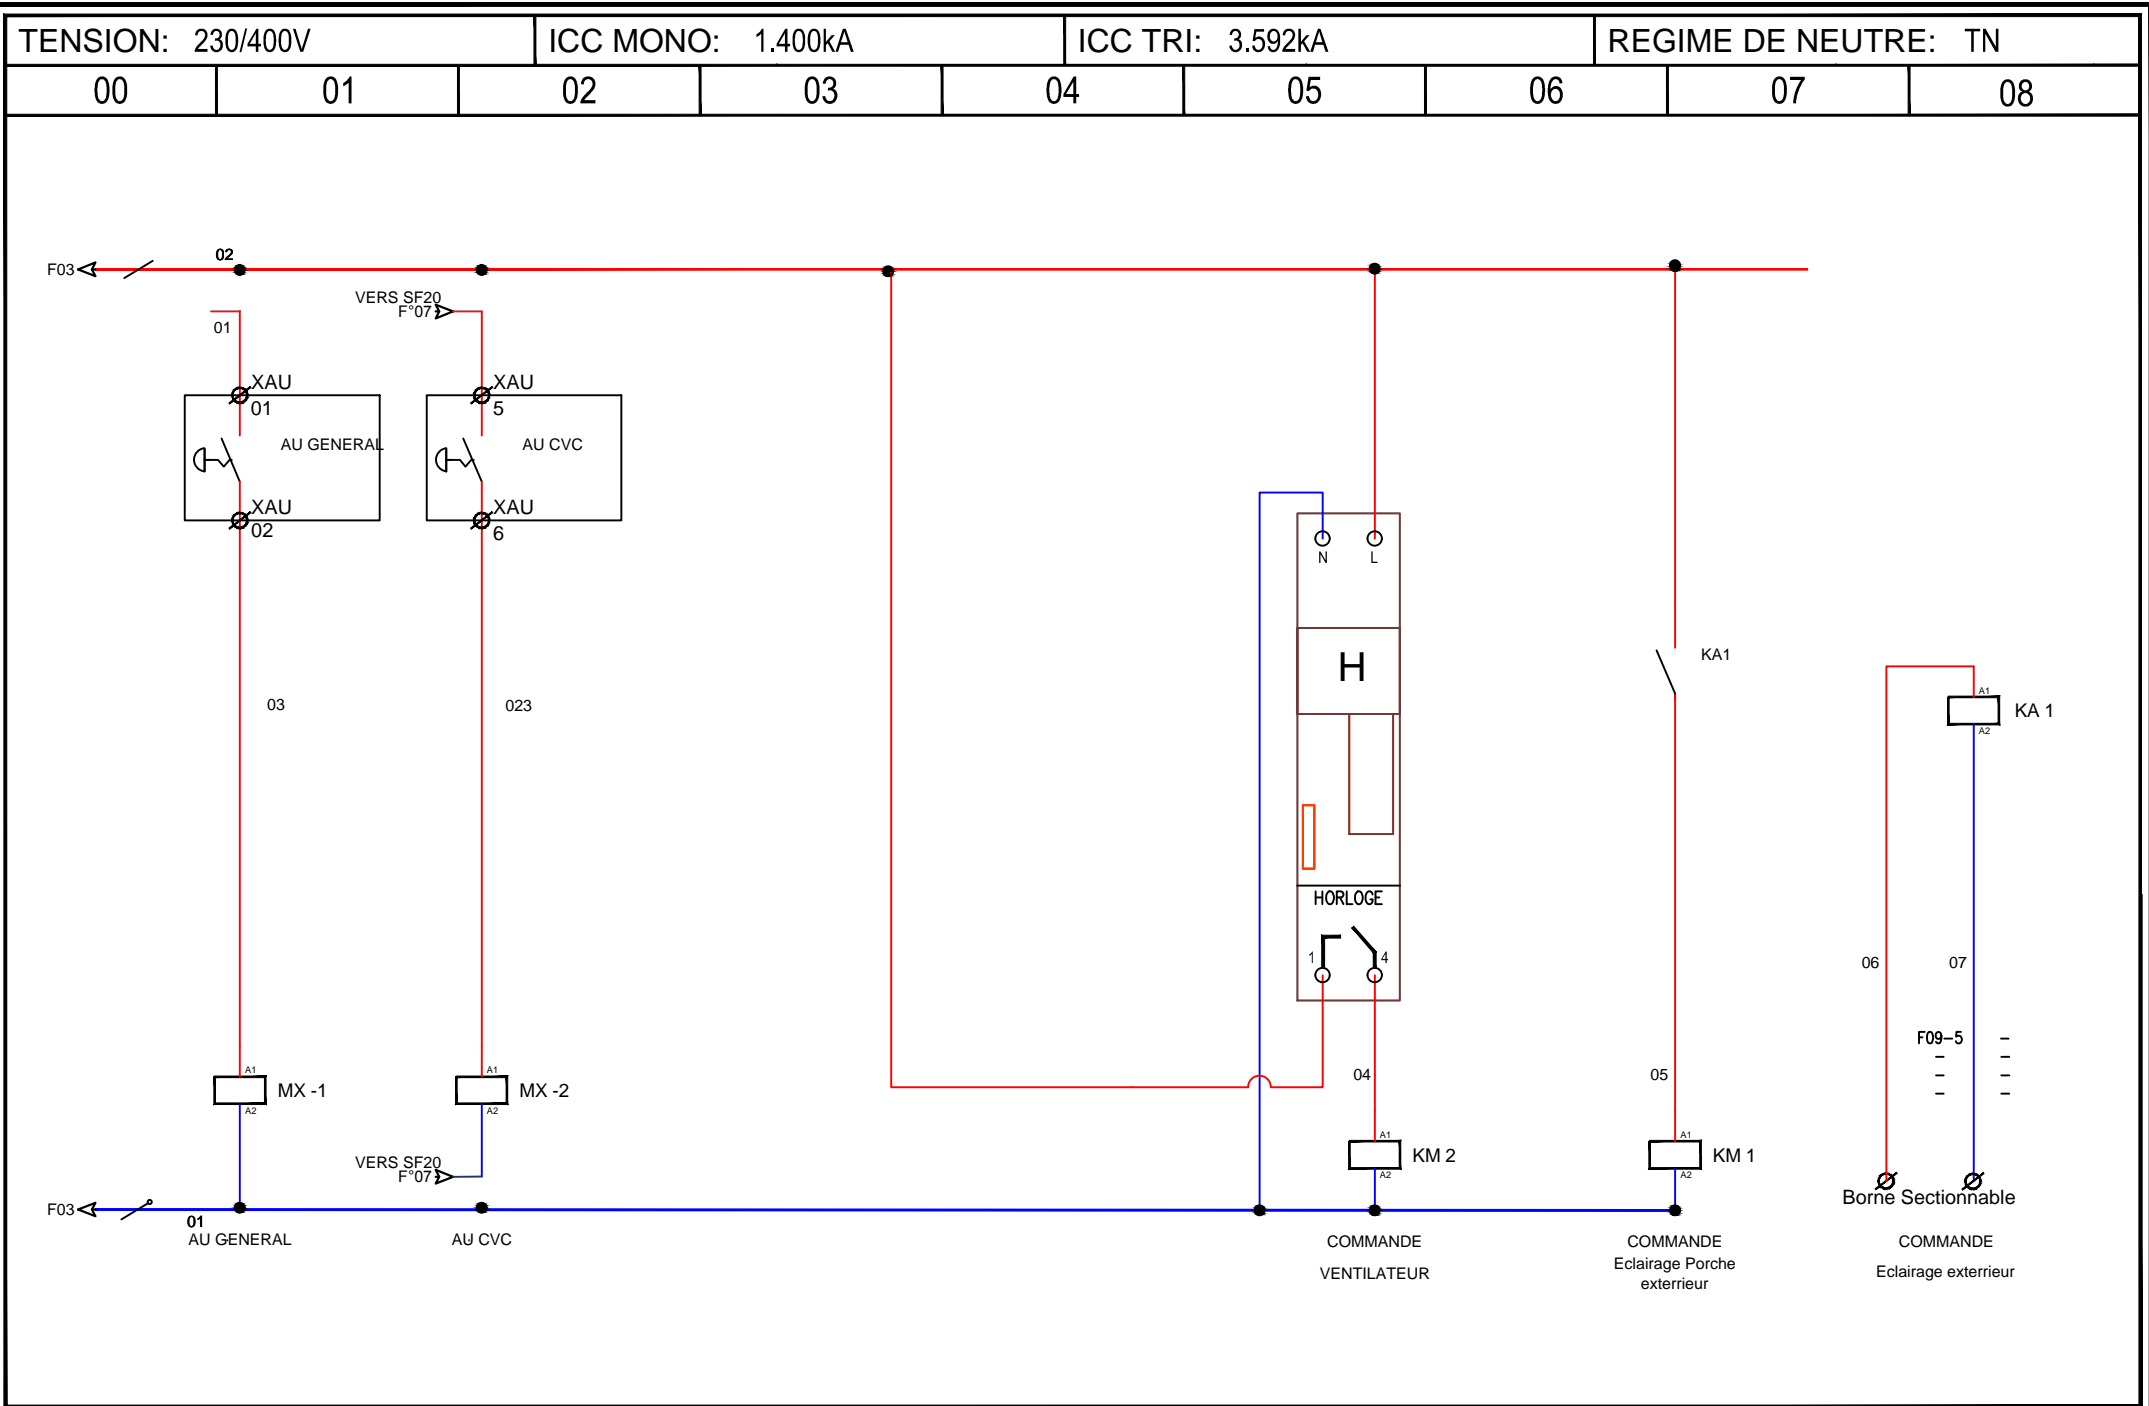 TENSION: 230/400V ICC MONO: 1.400kA ICC TRI: 3.592kA REGIME DE NEUTRE: TN
00 01 02 03 04 05 06 07 08
02
F03
VERS SF20
F°07
01
XAU
01
AU GENERAL
XAU
02
XAU
5
AU CVC
XAU
6
N L
H
KA1
A1
KA 1
A2
03
023
HORLOGE
1 4
06
07
F09-5
04
05
A1
MX -1
A2
A1
MX -2
A2
VERS SF20
F°07
A1
KM 2
A2
A1
KM 1
A2
Borne Sectionnable
F03
01
AU GENERAL
AU CVC
COMMANDE
VENTILATEUR
COMMANDE
Eclairage Porche
exterrieur
COMMANDE
Eclairage exterrieur